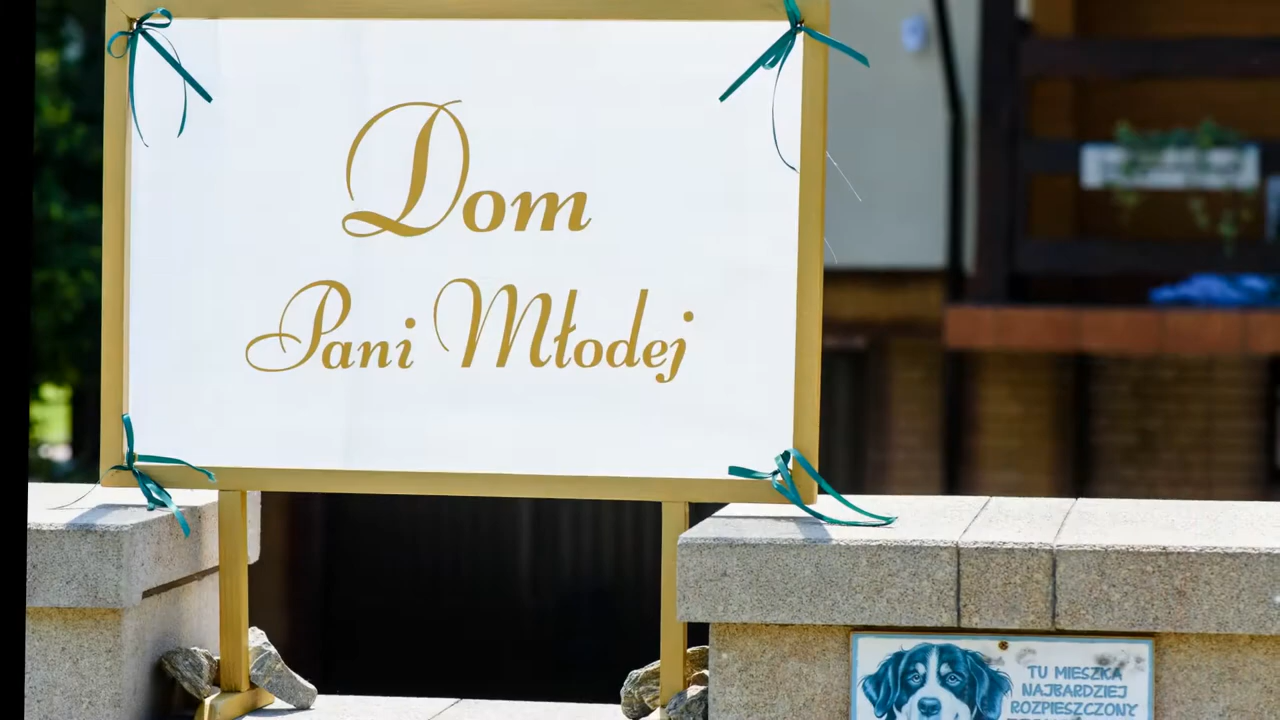 Dom
Pani Młodej
TU MIESZKA
NAJBARDZIEJ
ROZPIESZCZONY